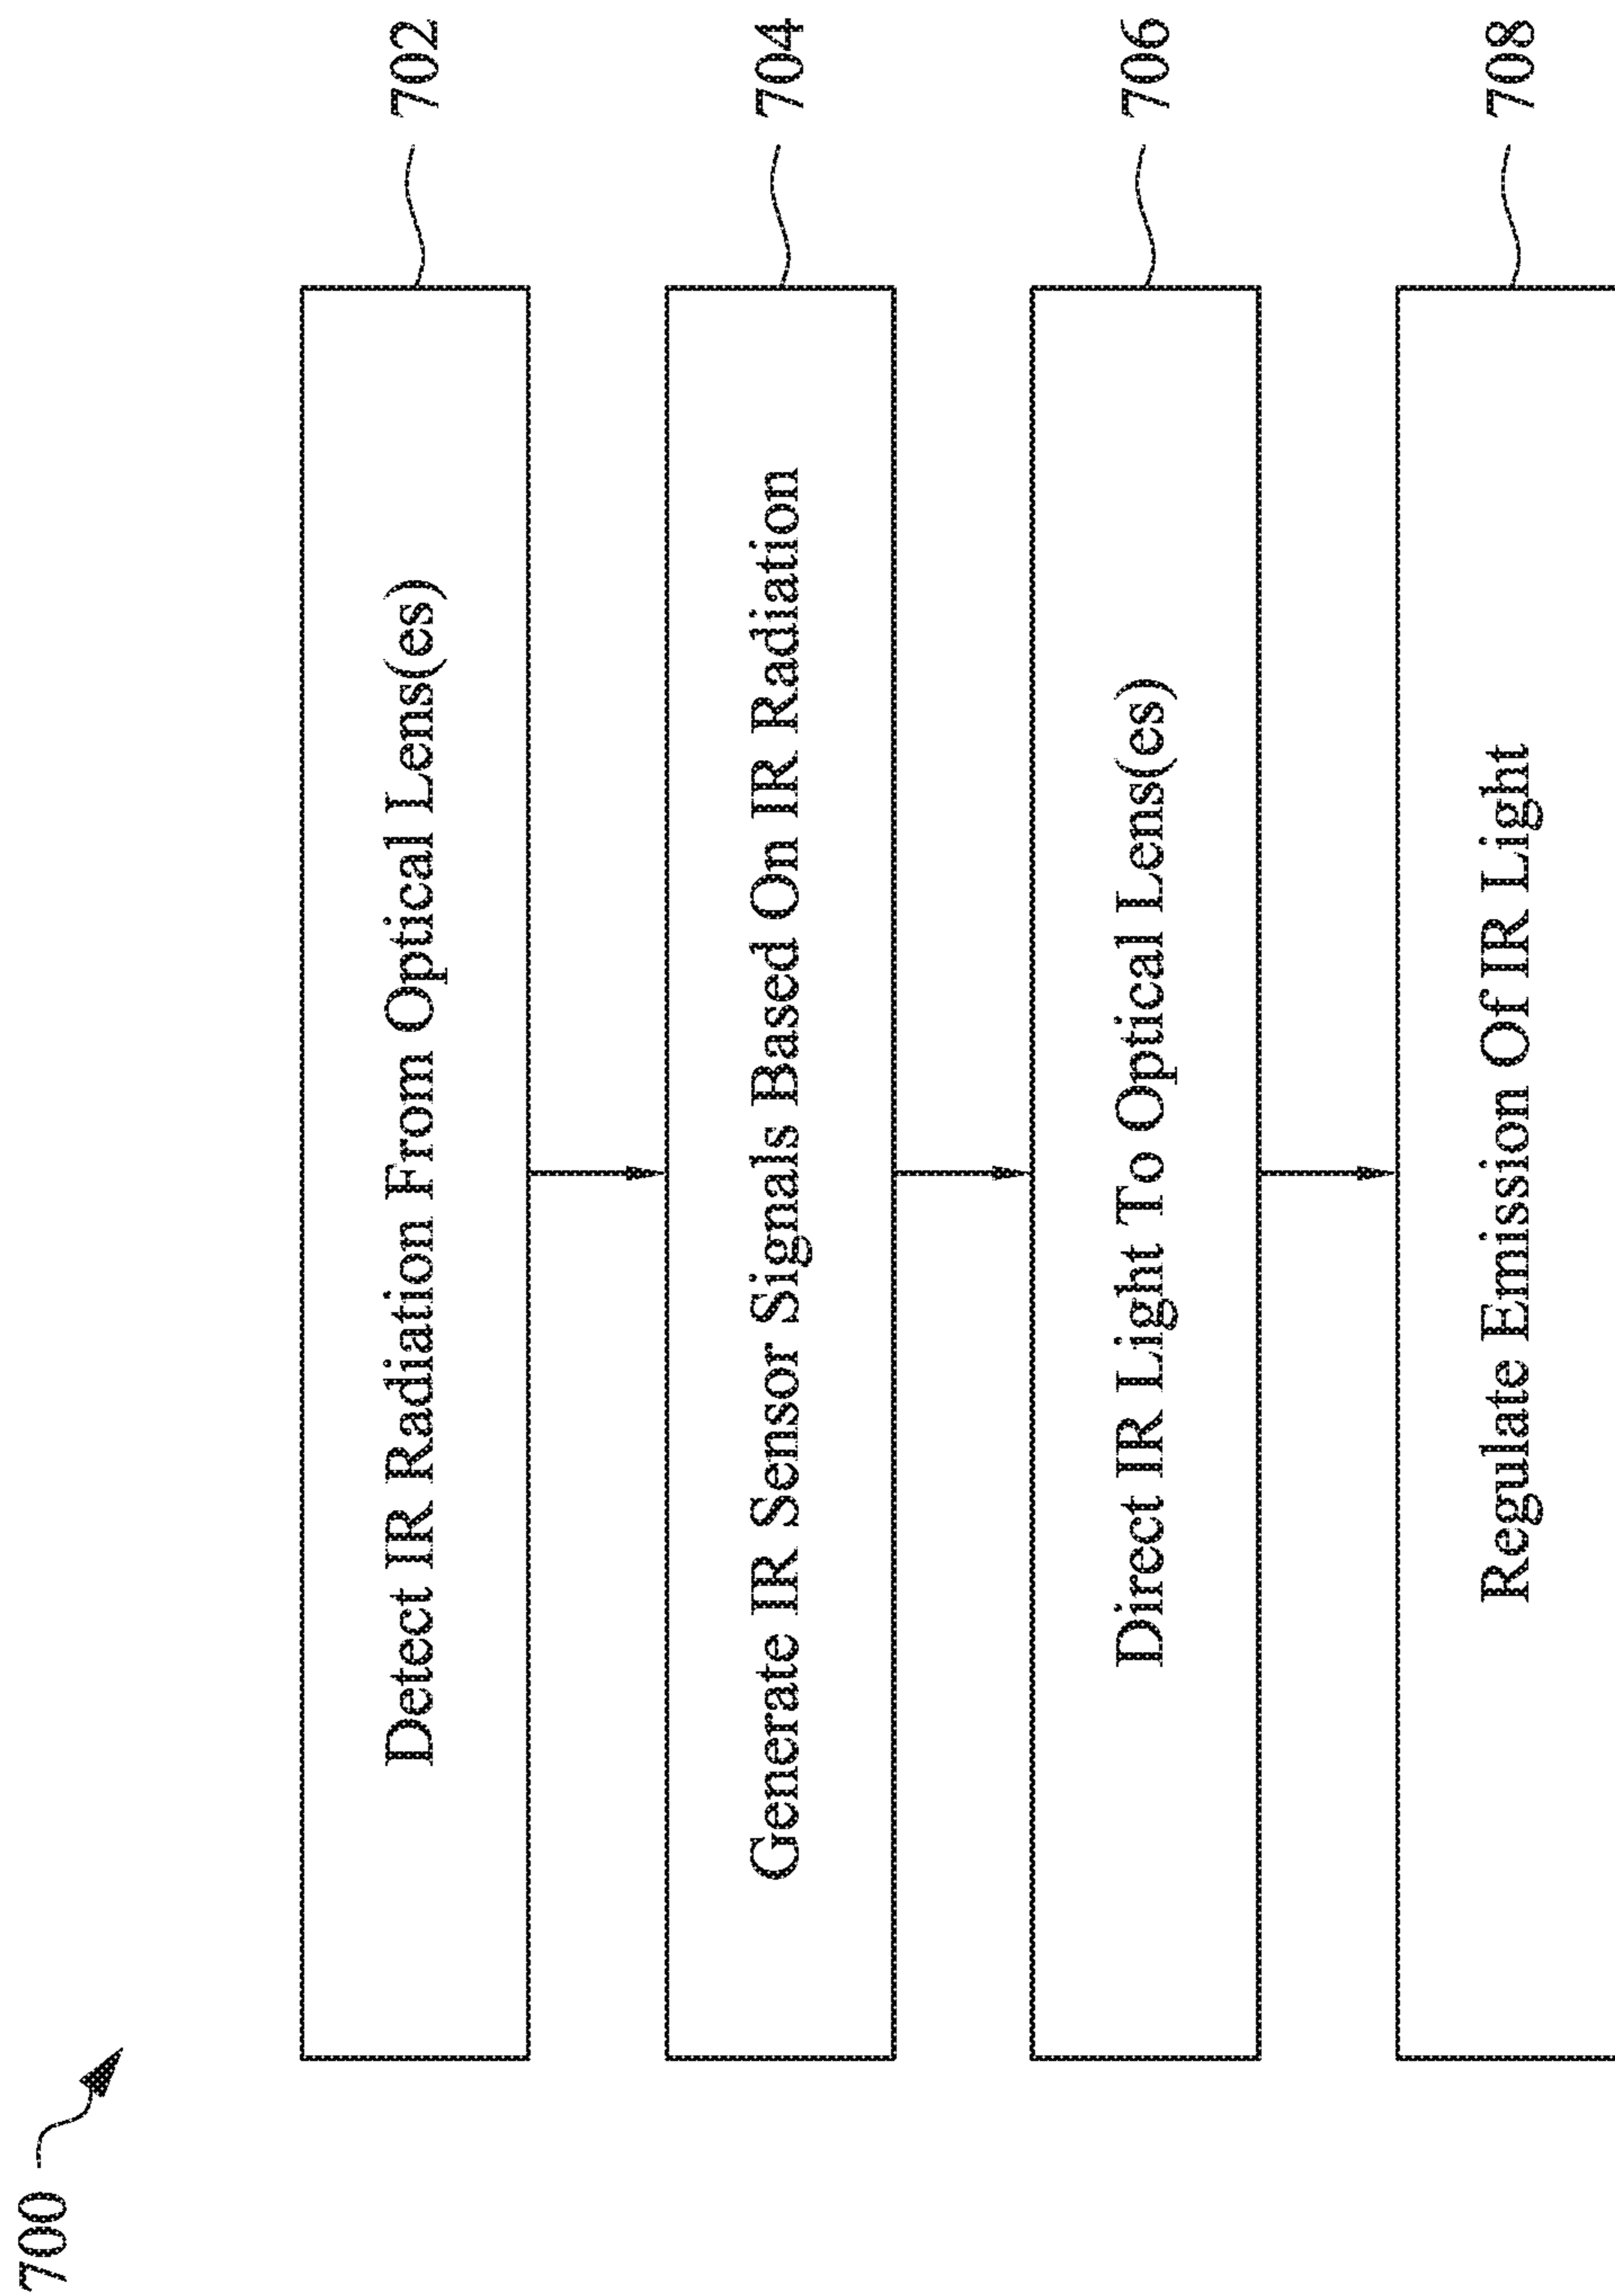 700
Detect IR Radiation From Optical Lens(es)
702
Generate IR Sensor Signals Based On IR Radiation
704
Direct IR Light To Optical Lens(es)
706
Regulate Emission Of IR Light
708